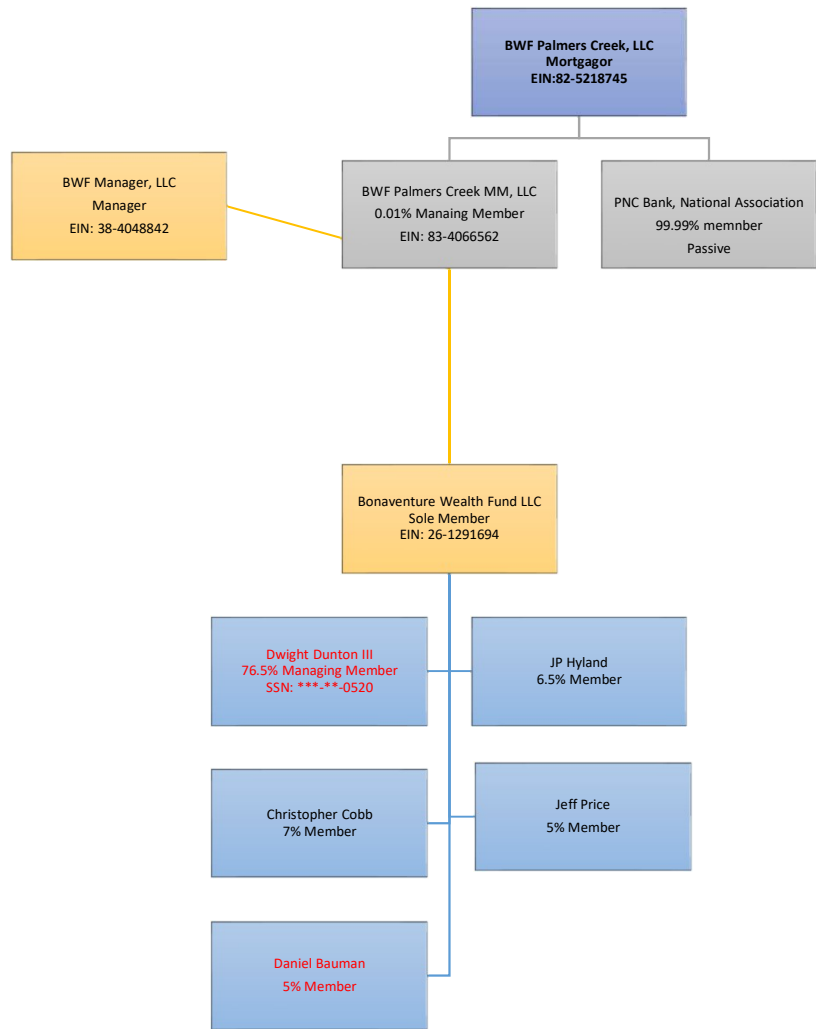 BWF Palmers Creek, LLC
Mortgagor
EIN:82-5218745
BWF Manager, LLC
Manager
EIN: 38-4048842
BWF Palmers Creek MM, LLC
0.01% Manaing Member
EIN: 83-4066562
PNC Bank, National Association
99.99% memnber
Passive
Bonaventure Wealth Fund LLC
Sole Member
EIN: 26-1291694
Dwight Dunton III
76.5% Managing Member
SSN: ***-**-0520
JP Hyland
6.5% Member
Christopher Cobb
7% Member
Jeff Price
5% Member
Daniel Bauman
5% Member